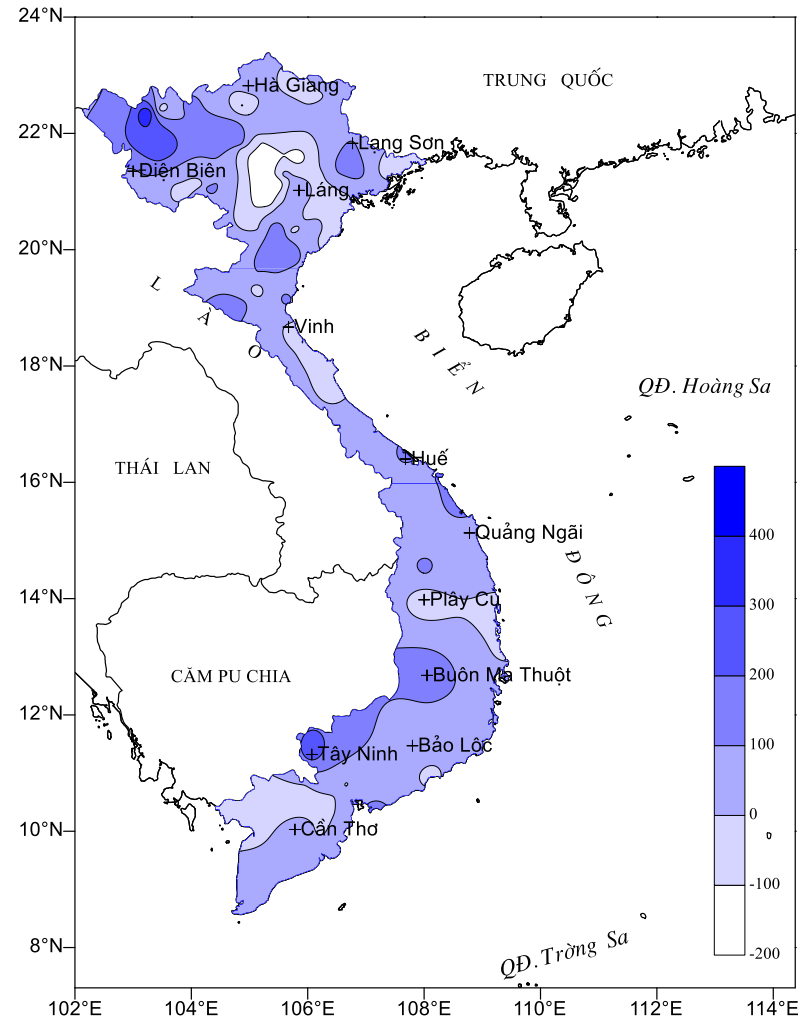 24°N
TRUNG QUỐC
Hà Giang
22°N
Lạng Sơn
Điện Biên
Láng
20°N
L À O
Vinh
BIỂN
18°N
QĐ. Hoàng Sa
Huế
THÁI LAN
16°N
Quảng Ngãi
ĐÔNG
400
300
14°N
Plây Cu
CĂM PU CHIA
Buôn Ma Thuột
200
12°N
Bảo Lộc
100
Tây Ninh
0
10°N
Cần Thơ
-100
8°N
QĐ. Trờng Sa
-200
102°E 104°E 106°E 108°E 110°E 112°E 114°E